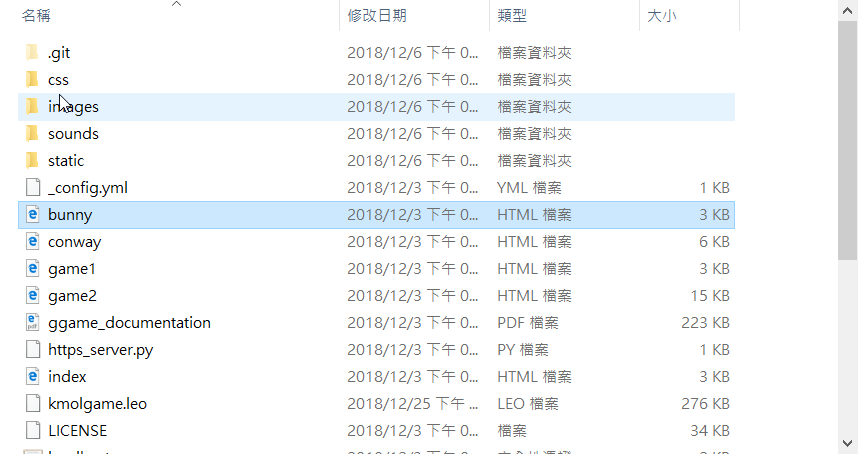 名稱 修改日期 類型 大小
.git 2018/12/6 下午 0... 檔案資料夾
css 2018/12/6 下午 0... 檔案資料夾
images 2018/12/6 下午 0... 檔案資料夾
sounds 2018/12/6 下午 0... 檔案資料夾
static 2018/12/6 下午 0... 檔案資料夾
_config.yml 2018/12/3 下午 0... YML 檔案 1 KB
bunny 2018/12/3 下午 0... HTML 檔案 3 KB
conway 2018/12/3 下午 0... HTML 檔案 6 KB
game1 2018/12/3 下午 0... HTML 檔案 3 KB
game2 2018/12/3 下午 0... HTML 檔案 15 KB
ggame_documentation 2018/12/3 下午 0... PDF 檔案 223 KB
https_server.py 2018/12/3 下午 0... PY 檔案 1 KB
index 2018/12/3 下午 0... HTML 檔案 3 KB
kmolgame.leo 2018/12/25 下午 ... LEO 檔案 276 KB
LICENSE 2018/12/3 下午 0... 檔案 34 KB